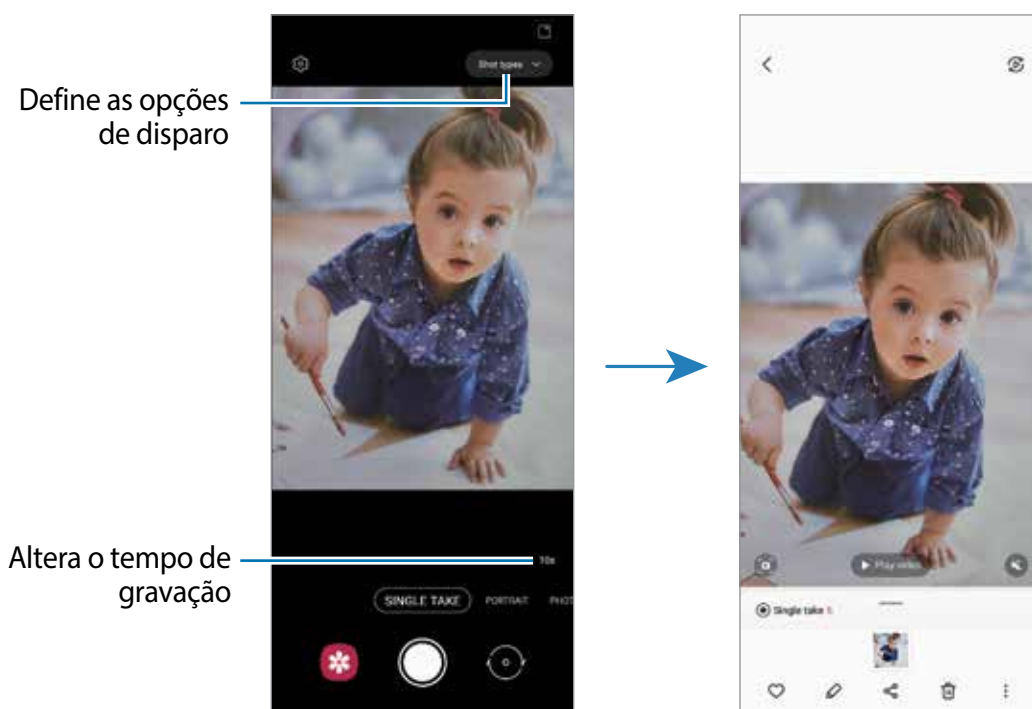 Shot types
Define as opções
de disparo
Play video
Altera o tempo de
gravação
10s
SINGLE TAKE PORTRAIT PHOT
Single take